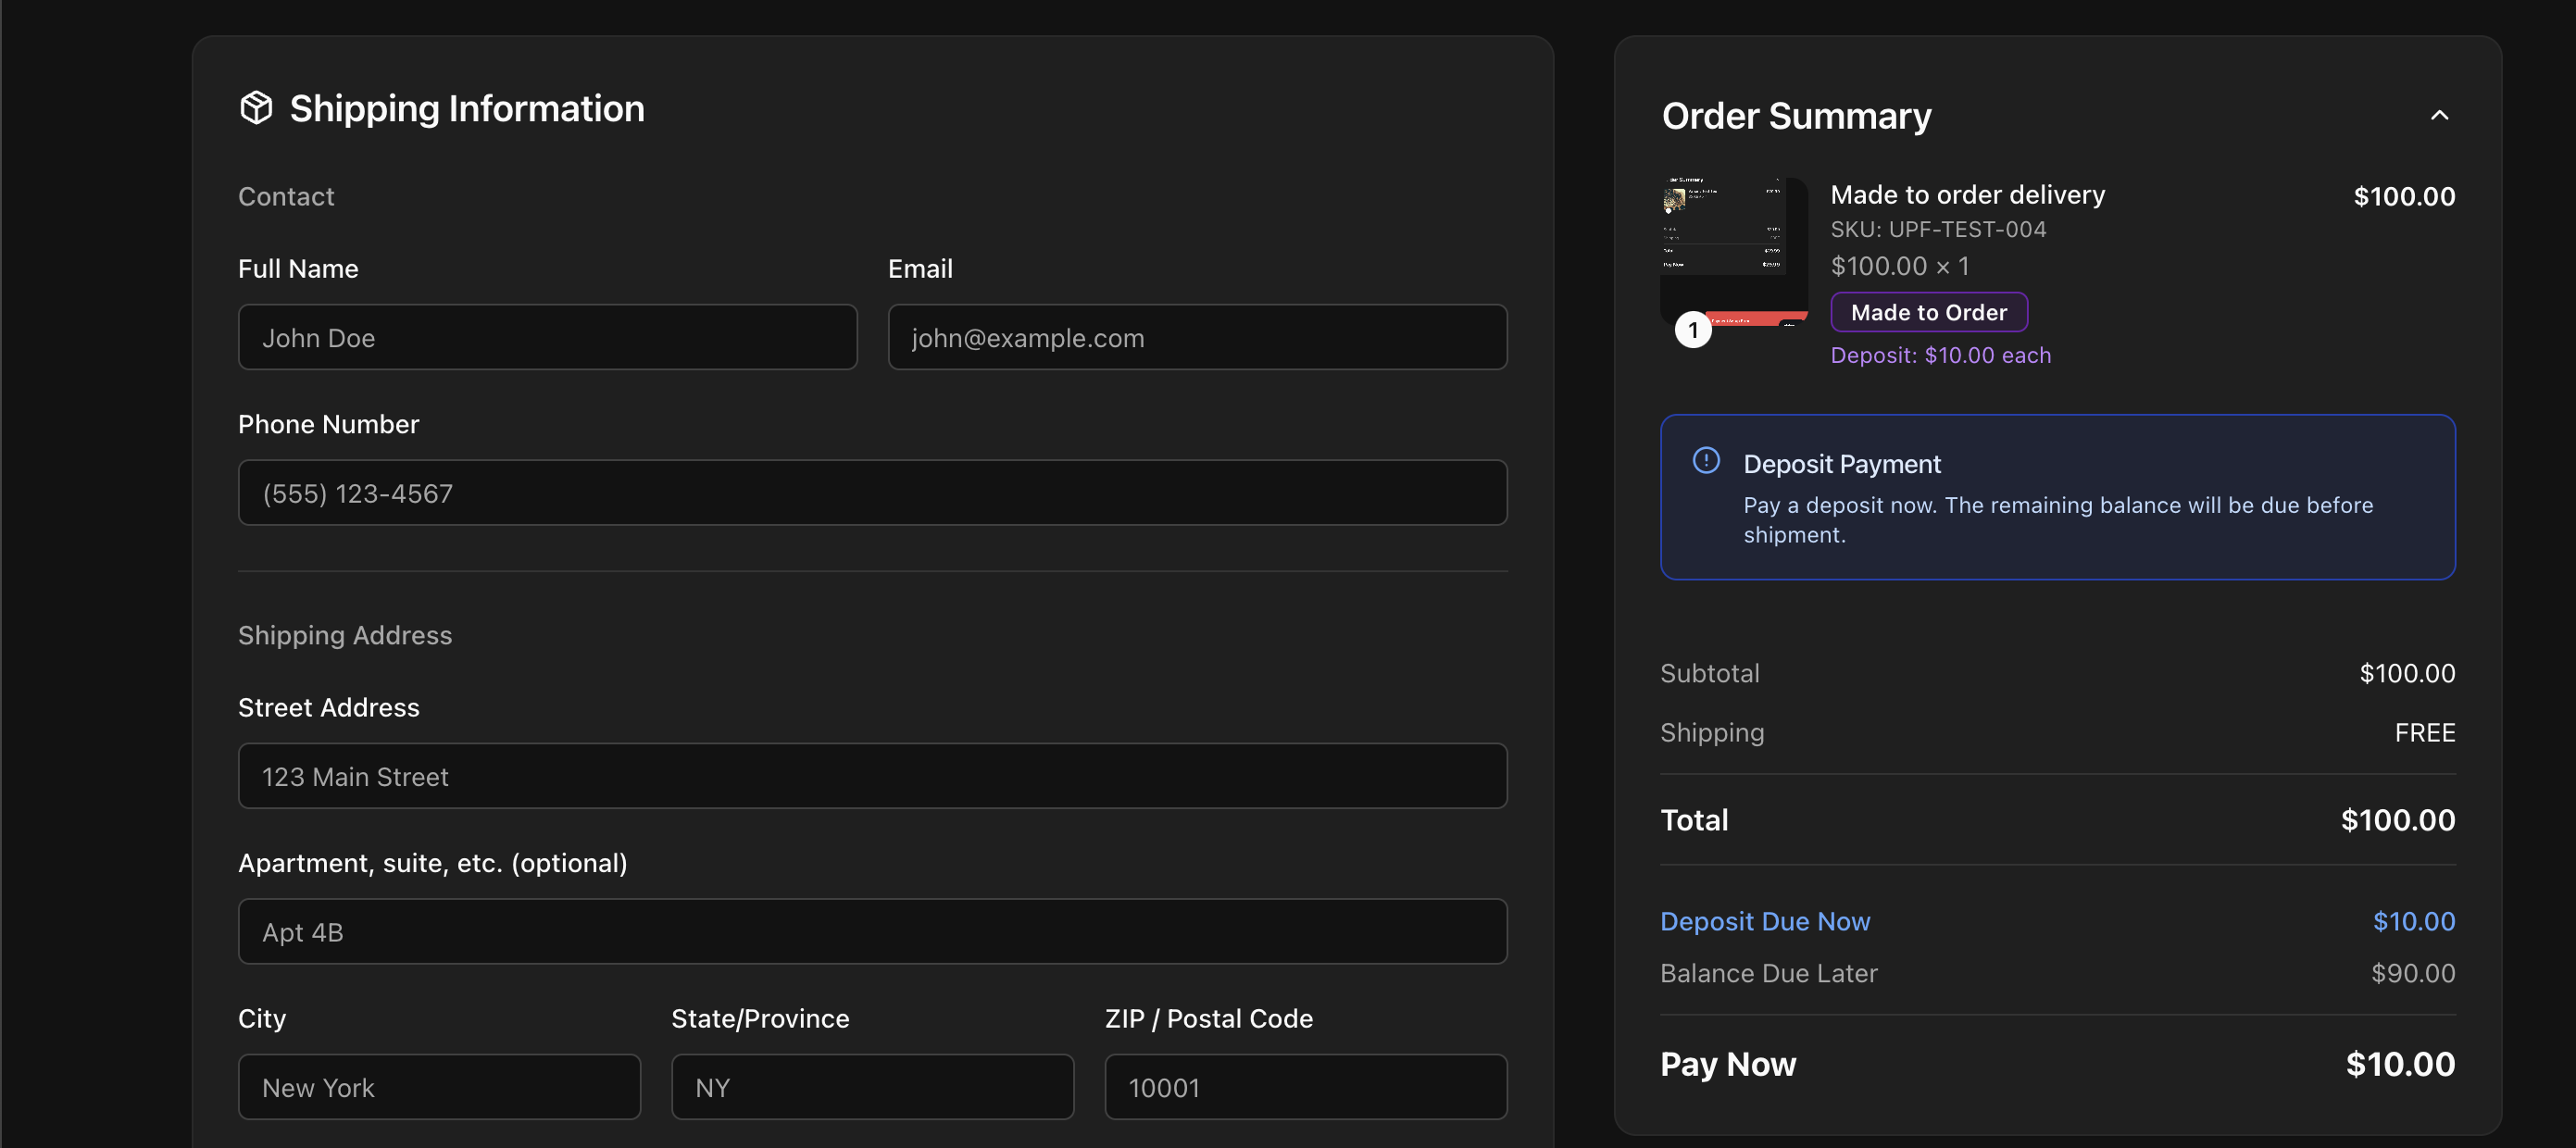 Shipping Information
Contact
Full Name
Email
John Doe
john@example.com
Phone Number
(555) 123-4567
Shipping Address
Street Address
123 Main Street
Apartment, suite, etc. (optional)
Apt 4B
City
State/Province
ZIP / Postal Code
New York
NY
10001
Order Summary
Made to order delivery
$100.00
SKU: UPF-TEST-004
$100.00 × 1
1
Made to Order
Deposit: $10.00 each
Deposit Payment
Pay a deposit now. The remaining balance will be due before
shipment.
Subtotal
$100.00
Shipping
FREE
Total
$100.00
Deposit Due Now
$10.00
Balance Due Later
$90.00
Pay Now
$10.00